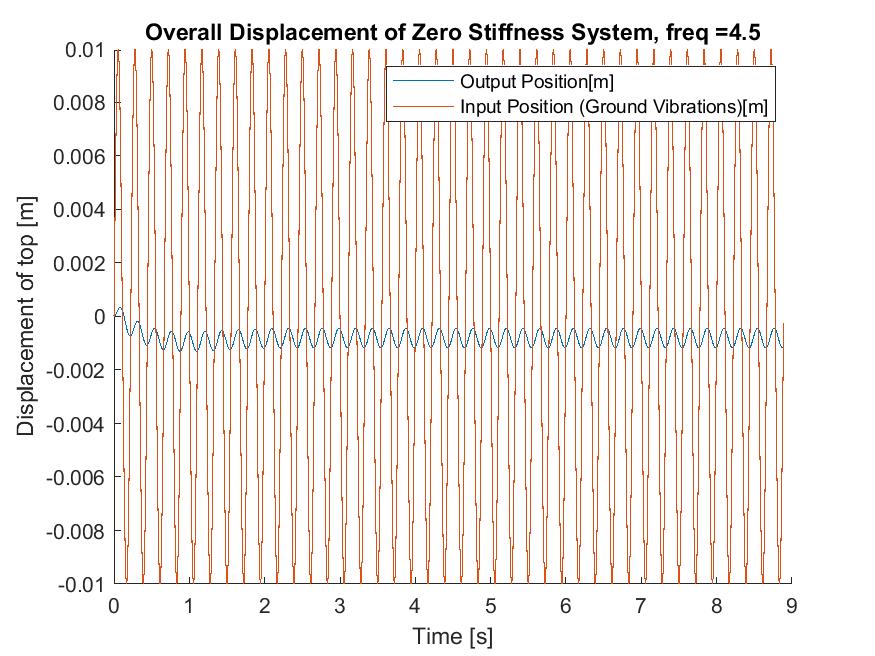 Overall Displacement of Zero Stiffness System, freq =4.5
Output Position[m]
Input Position (Ground Vibrations)[m]
Displacement of top [m]
0.01
0.008
0.006
0.004
0.002
0
-0.002
-0.004
-0.006
-0.008
-0.01
0 1 2 3 4 5 6 7 8 9
Time [s]